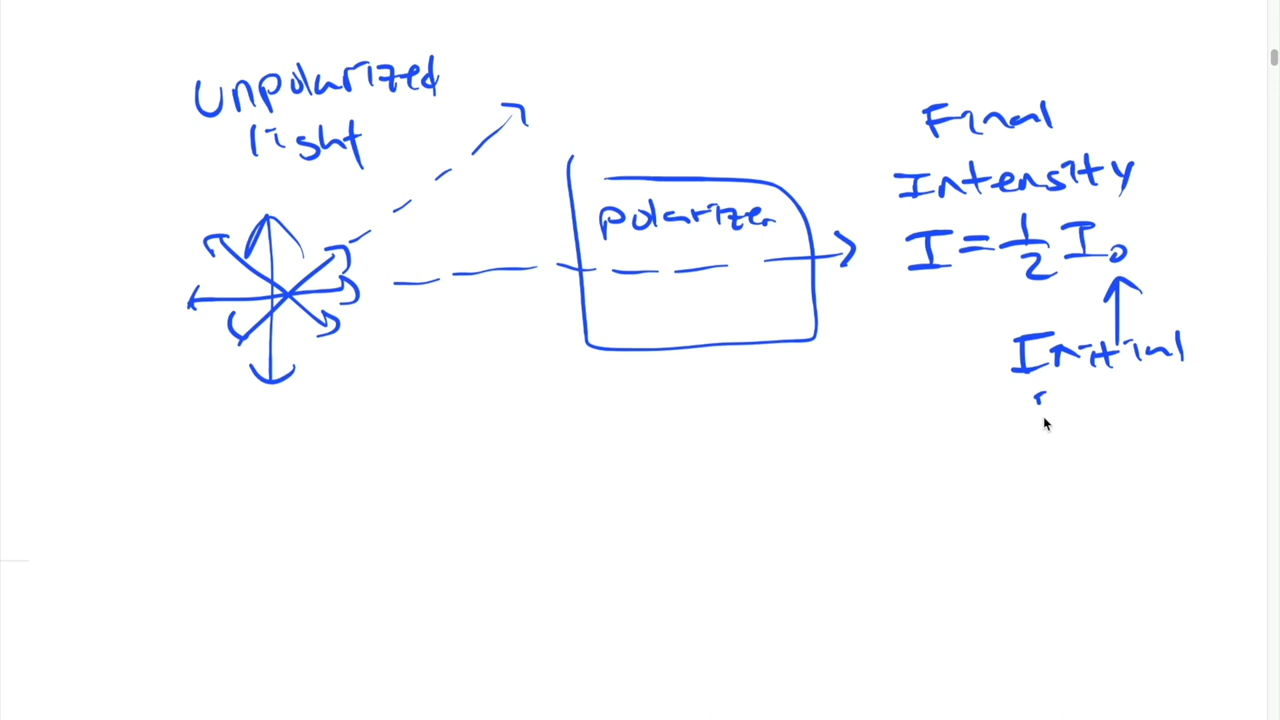 Unpolarized
light
polarizer
Final
Intensity
I = 1/2 I₀
Initial